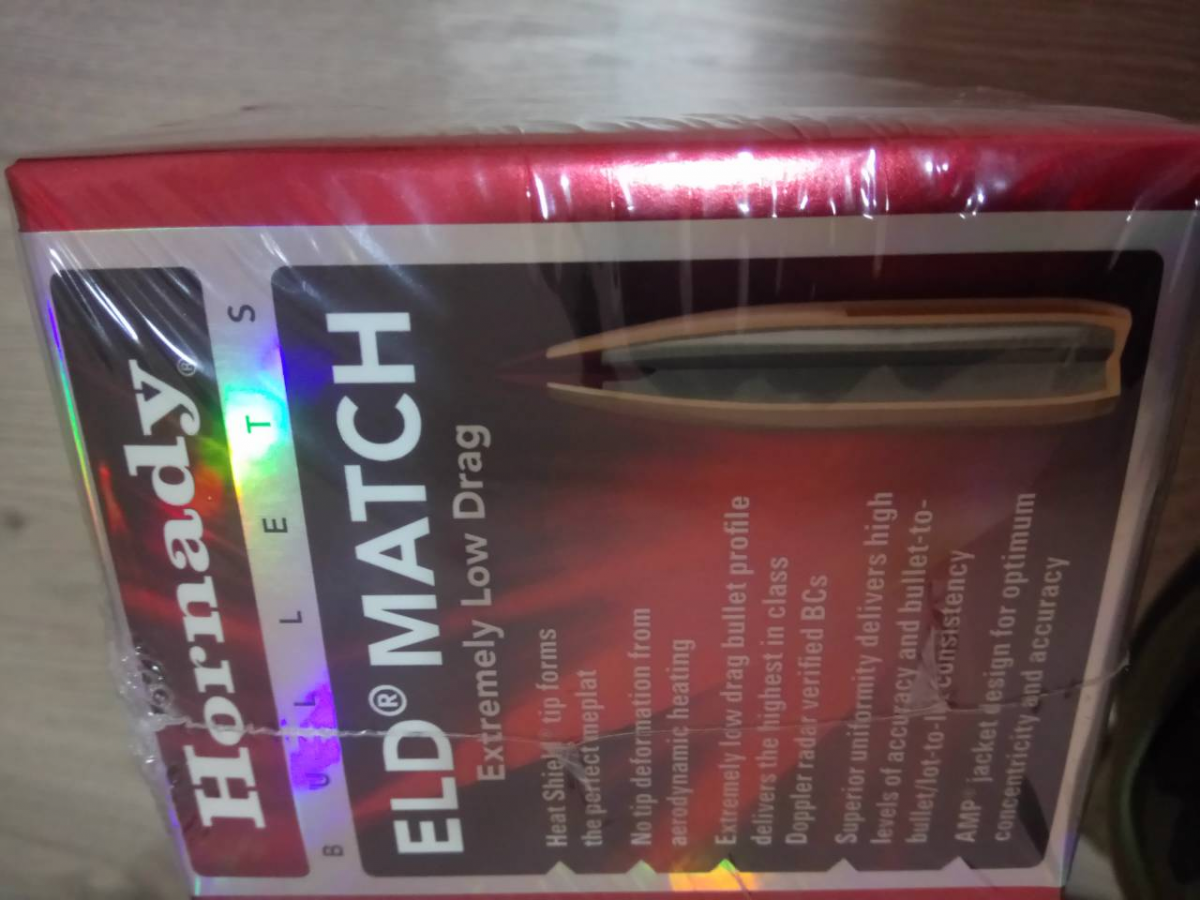 Hornady®
BULLETS
ELD® MATCH
Extremely Low Drag
Heat Shield® tip forms
the perfect meplat
No tip deformation from
aerodynamic heating
Extremely low drag bullet profile
delivers the highest in class
Doppler radar verified BCs
Superior uniformity delivers high
levels of accuracy and bullet-to-
bullet/lot-to-lot consistency
AMP® jacket design for optimum
concentricity and accuracy